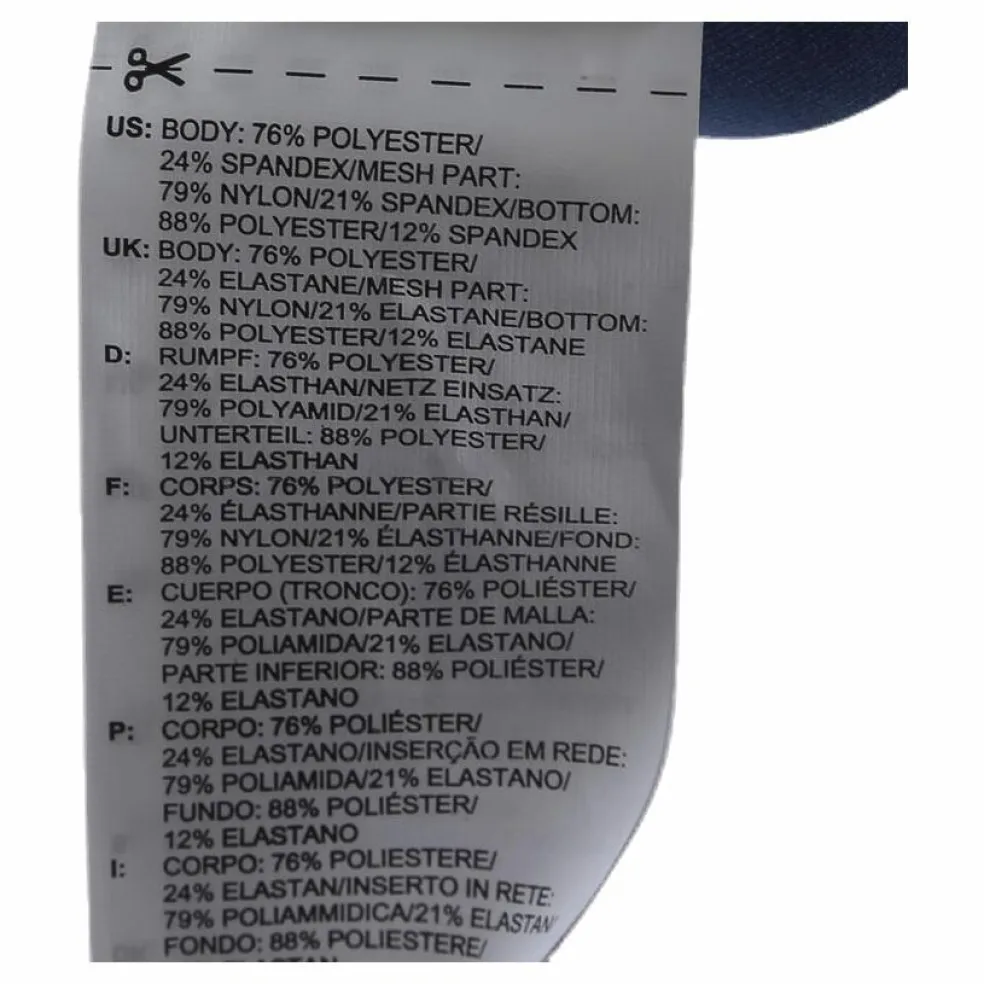 US: BODY: 76% POLYESTER/
24% SPANDEX/MESH PART:
79% NYLON/21% SPANDEX/BOTTOM:
88% POLYESTER/12% SPANDEX
UK: BODY: 76% POLYESTER/
24% ELASTANE/MESH PART:
79% NYLON/21% ELASTANE/BOTTOM:
88% POLYESTER/12% ELASTANE
D: RUMPF: 76% POLYESTER/
24% ELASTHAN/NETZ EINSATZ:
79% POLYAMID/21% ELASTHAN/
UNTERTEIL: 88% POLYESTER/
12% ELASTHAN
F: CORPS: 76% POLYESTER/
24% ÉLASTHANNE/PARTIE RÉSILLE:
79% NYLON/21% ÉLASTHANNE/FOND:
88% POLYESTER/12% ÉLASTHANNE
E: CUERPO (TRONCO): 76% POLIÉSTER/
24% ELASTANO/PARTE DE MALLA:
79% POLIAMIDA/21% ELASTANO/
PARTE INFERIOR: 88% POLIÉSTER/
12% ELASTANO
P: CORPO: 76% POLIÉSTER/
24% ELASTANO/INSERÇÃO EM REDE:
79% POLIAMIDA/21% ELASTANO/
FUNDO: 88% POLIÉSTER/
12% ELASTANO
I: CORPO: 76% POLIESTERE/
24% ELASTAN/INSERTO IN RETE:
79% POLIAMMIDICA/21% ELASTAN
FONDO: 88% POLIESTERE/